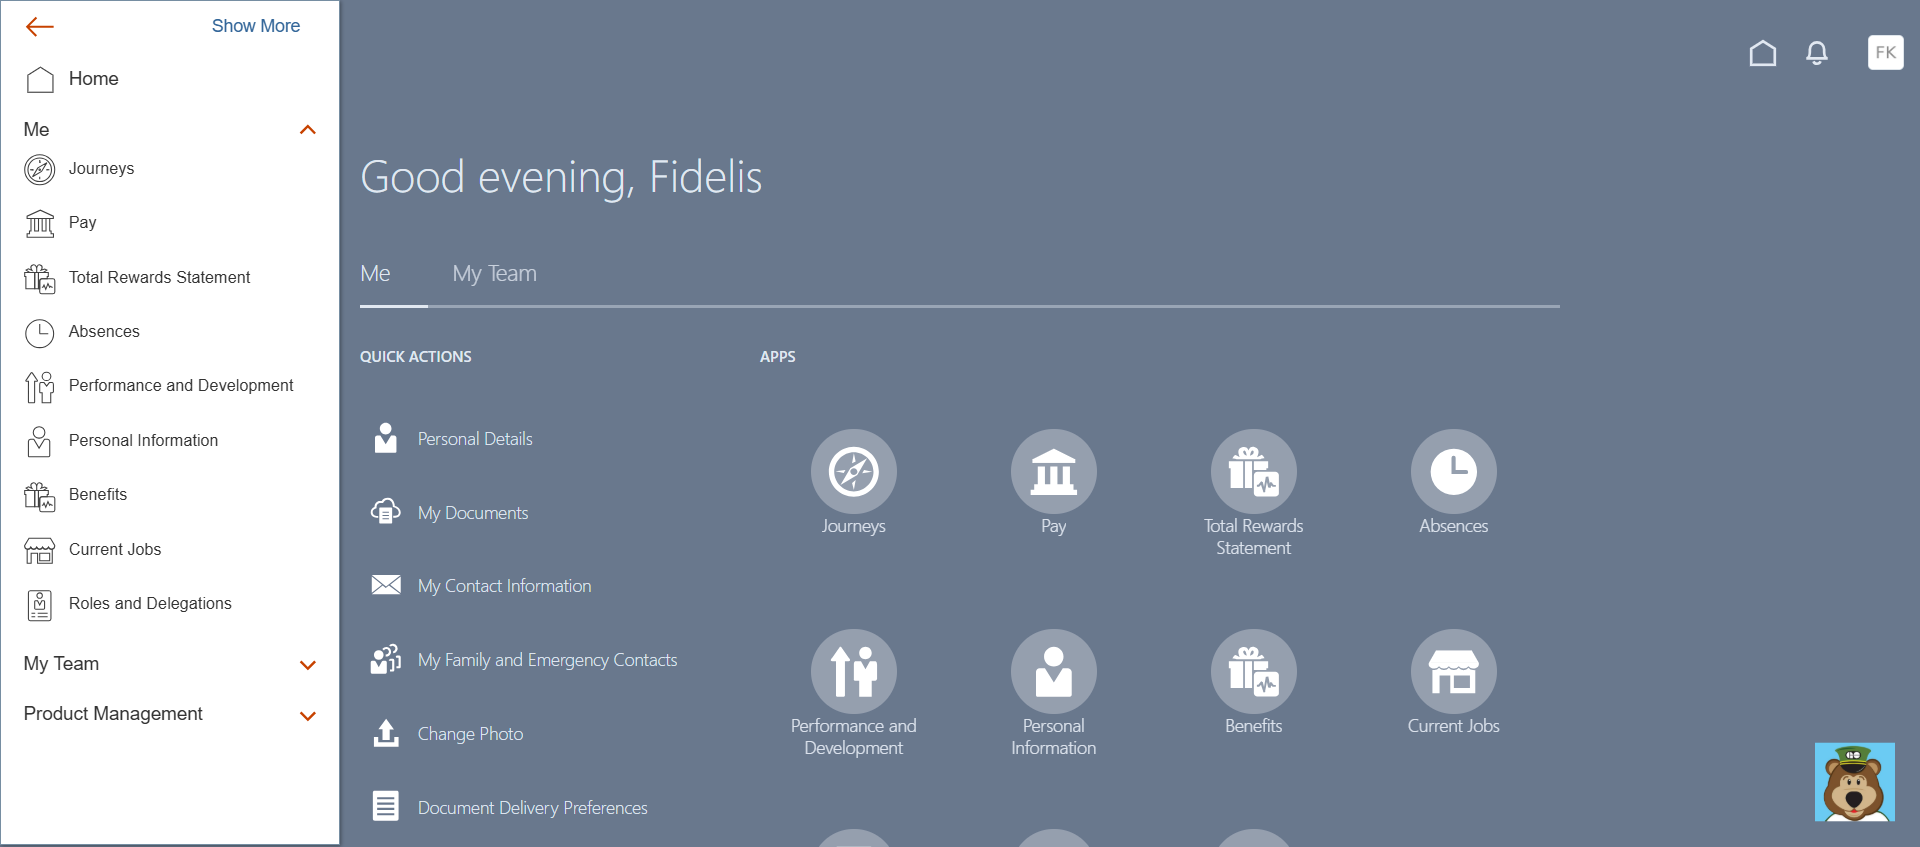 Show More
Home
Me
Journeys
Pay
Total Rewards Statement
Absences
Performance and Development
Personal Information
Benefits
Current Jobs
Roles and Delegations
My Team
Product Management
FK
Good evening, Fidelis
Me
My Team
QUICK ACTIONS
Personal Details
My Documents
My Contact Information
My Family and Emergency Contacts
Change Photo
Document Delivery Preferences
APPS
Journeys
Pay
Total Rewards
Statement
Absences
Performance and
Development
Personal
Information
Benefits
Current Jobs